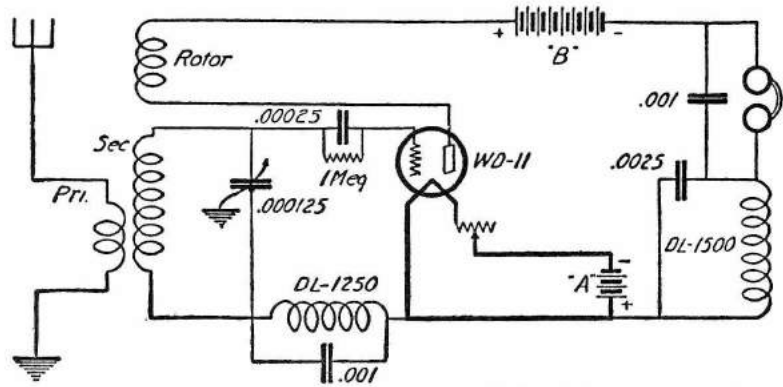 + -
"B"
Rotor
.001
.00025
Sec
WD-11
.0025
1 Meg
Pri.
.000125
DL-1500
-
"A"
+
DL-1250
.001